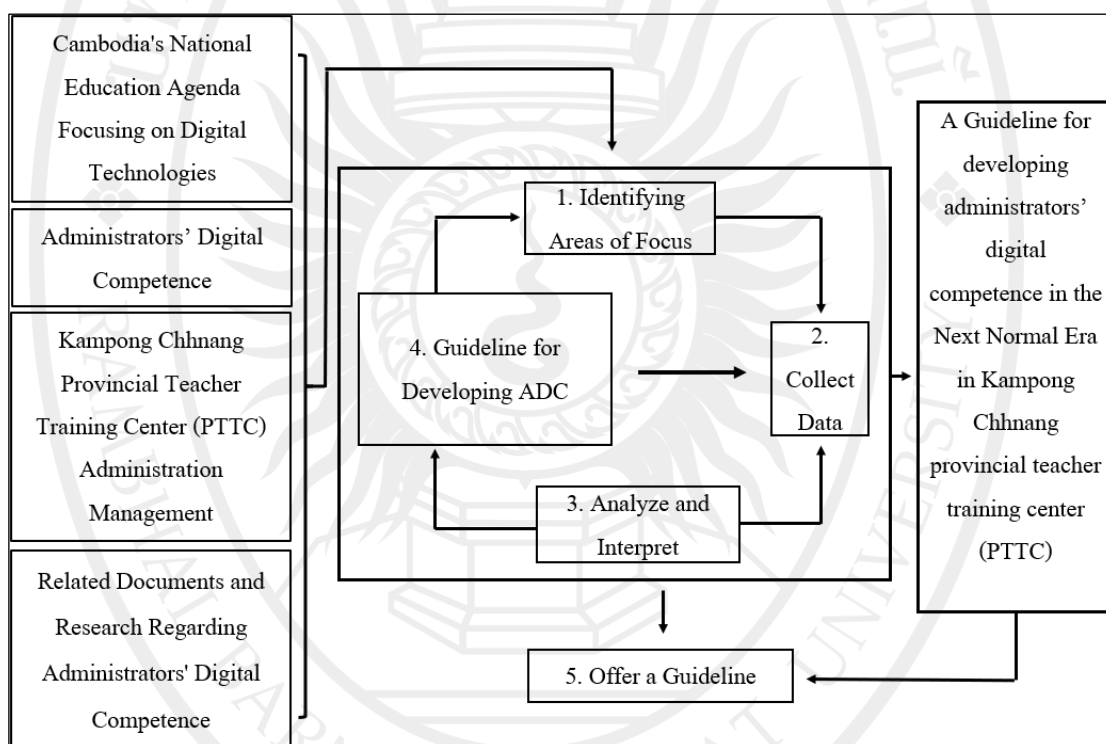 Cambodia's National
Education Agenda
Focusing on Digital
Technologies
Administrators’ Digital
Competence
Kampong Chhnang
Provincial Teacher
Training Center (PTTC)
Administration
Management
Related Documents and
Research Regarding
Administrators' Digital
Competence
1. Identifying
Areas of Focus
2.
Collect
Data
3. Analyze and
Interpret
4. Guideline for
Developing ADC
5. Offer a Guideline
A Guideline for
developing
administrators’
digital
competence in the
Next Normal Era
in Kampong
Chhnang
provincial teacher
training center
(PTTC)